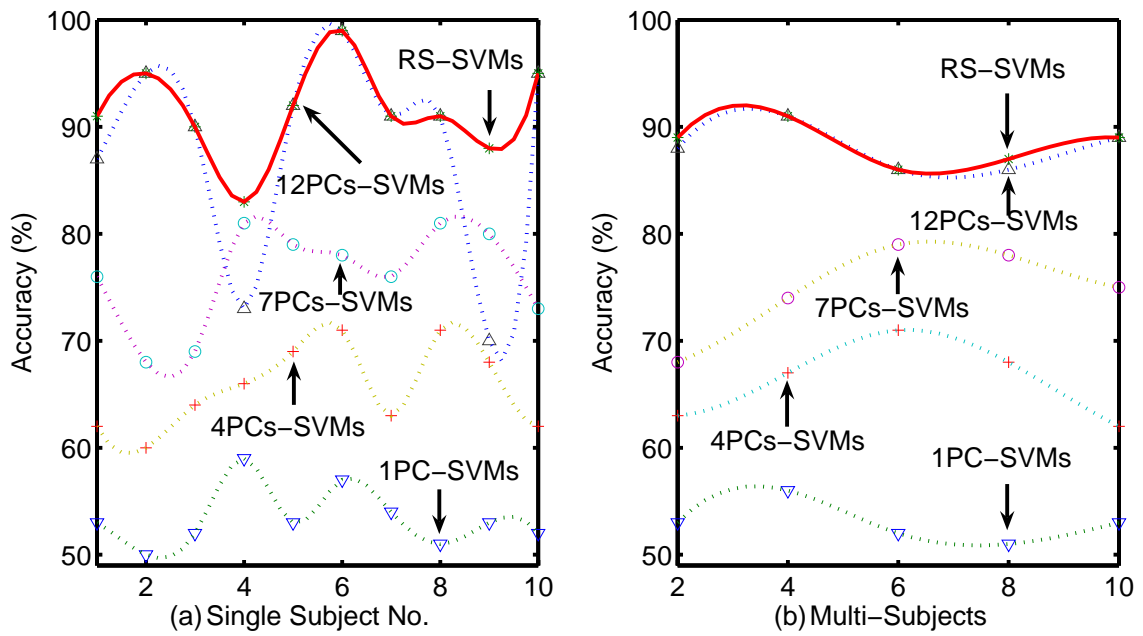 100
90
80
70
60
50
Accuracy (%)
RS−SVMs
12PCs−SVMs
7PCs−SVMs
4PCs−SVMs
1PC−SVMs
2 4 6 8 10
(a) Single Subject No.
100
90
80
70
60
50
Accuracy (%)
RS−SVMs
12PCs−SVMs
7PCs−SVMs
4PCs−SVMs
1PC−SVMs
2 4 6 8 10
(b) Multi−Subjects